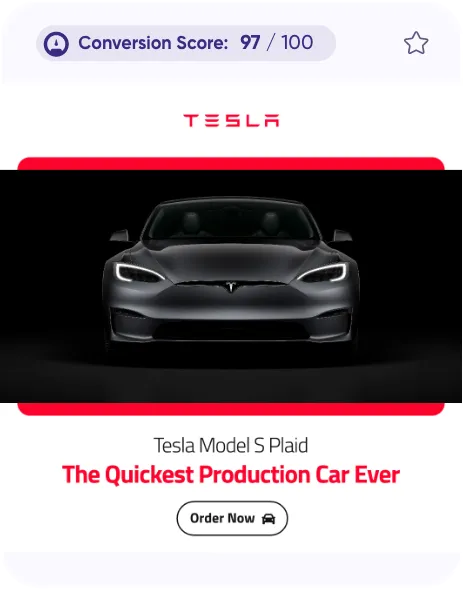 Conversion Score: 97 / 100
TESLA
Tesla Model S Plaid
The Quickest Production Car Ever
Order Now